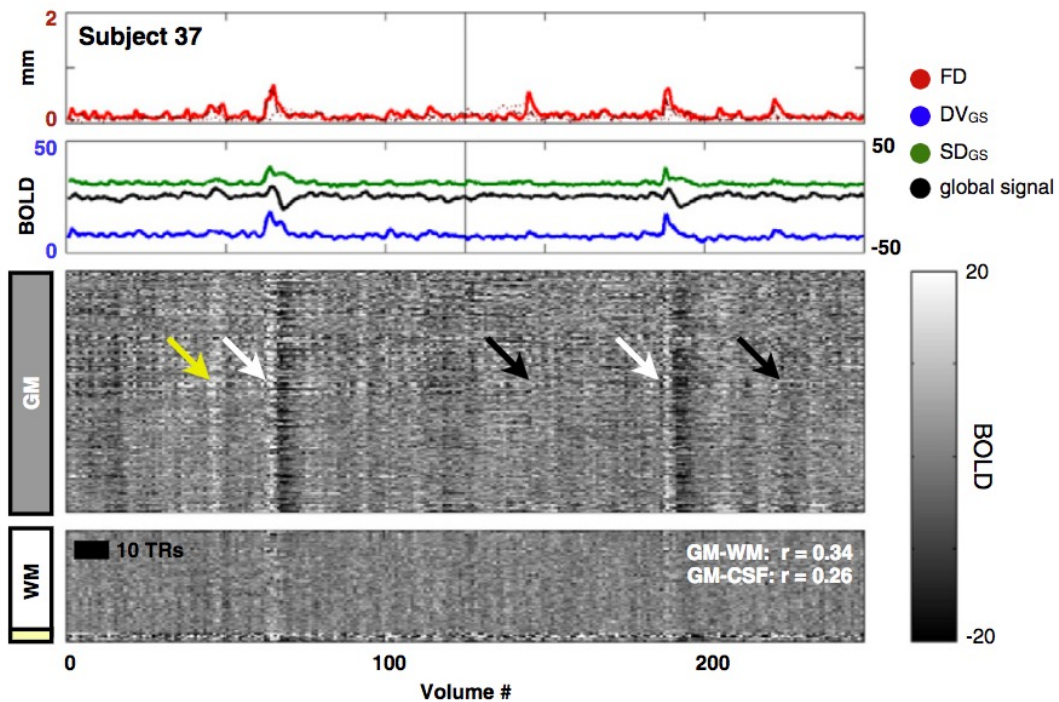 2
Subject 37
mm
0
FD
DVGS
SDGS
global signal
50
50
BOLD
0
-50
GM
20
BOLD
-20
WM
10 TRs
GM-WM: r = 0.34
GM-CSF: r = 0.26
0
100
200
Volume #